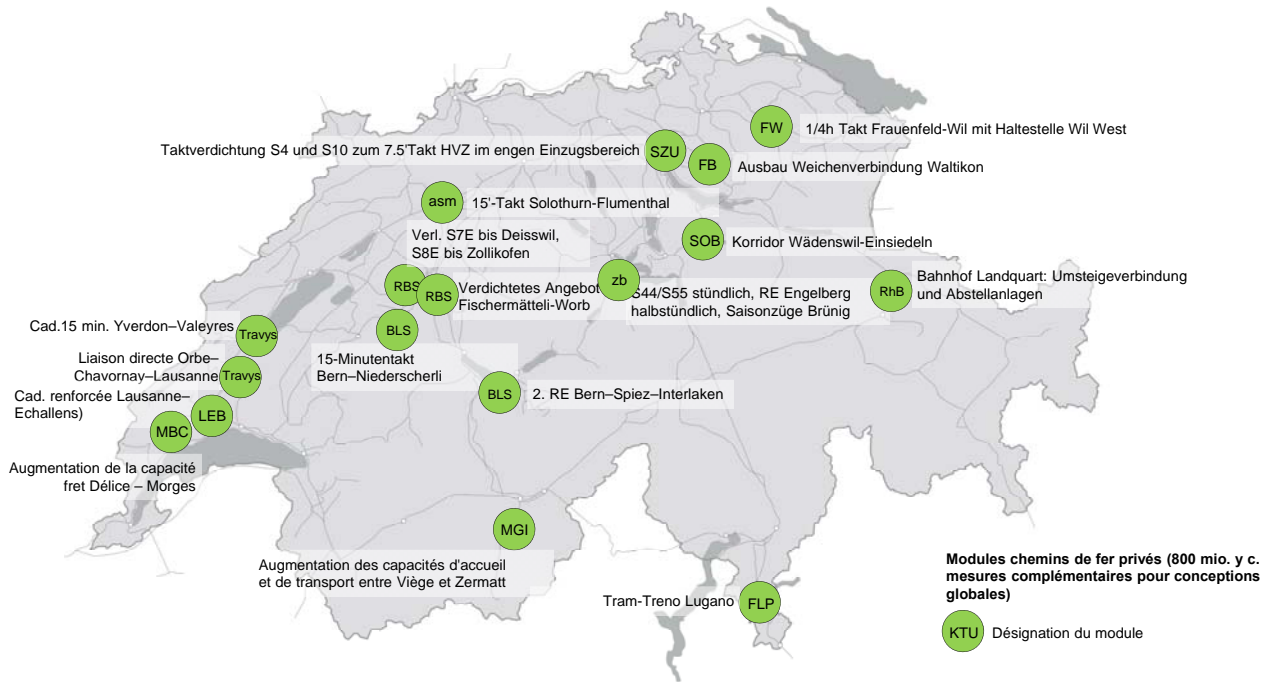 FW
1/4h Takt Frauenfeld-Wil mit Haltestelle Wil West
Taktverdichtung S4 und S10 zum 7.5'Takt HVZ im engen Einzugsbereich
SZU
FB
Ausbau Weichenverbindung Waltikon
asm
15'-Takt Solothurn-Flumenthal
Verl. S7E bis Deisswil,
S8E bis Zollikofen
SOB
Korridor Wädenswil-Einsiedeln
RBS
RBS
Verdichtetes Angebot
Fischermätteli-Worb
zb
S44/S55 stündlich, RE Engelberg
halbstündlich, Saisonzüge Brünig
RhB
Bahnhof Landquart: Umsteigeverbindung
und Abstellanlagen
Cad.15 min. Yverdon–Valeyres
Travys
BLS
15-Minutentakt
Bern–Niederscherli
Liaison directe Orbe–
Chavornay–Lausanne
Travys
BLS
2. RE Bern–Spiez–Interlaken
Cad. renforcée Lausanne–
Echallens)
LEB
MBC
Augmentation de la capacité
fret Délice – Morges
MGI
Augmentation des capacités d'accueil
et de transport entre Viège et Zermatt
Tram-Treno Lugano
FLP
Modules chemins de fer privés (800 mio. y c.
mesures complémentaires pour conceptions
globales)
KTU
Désignation du module